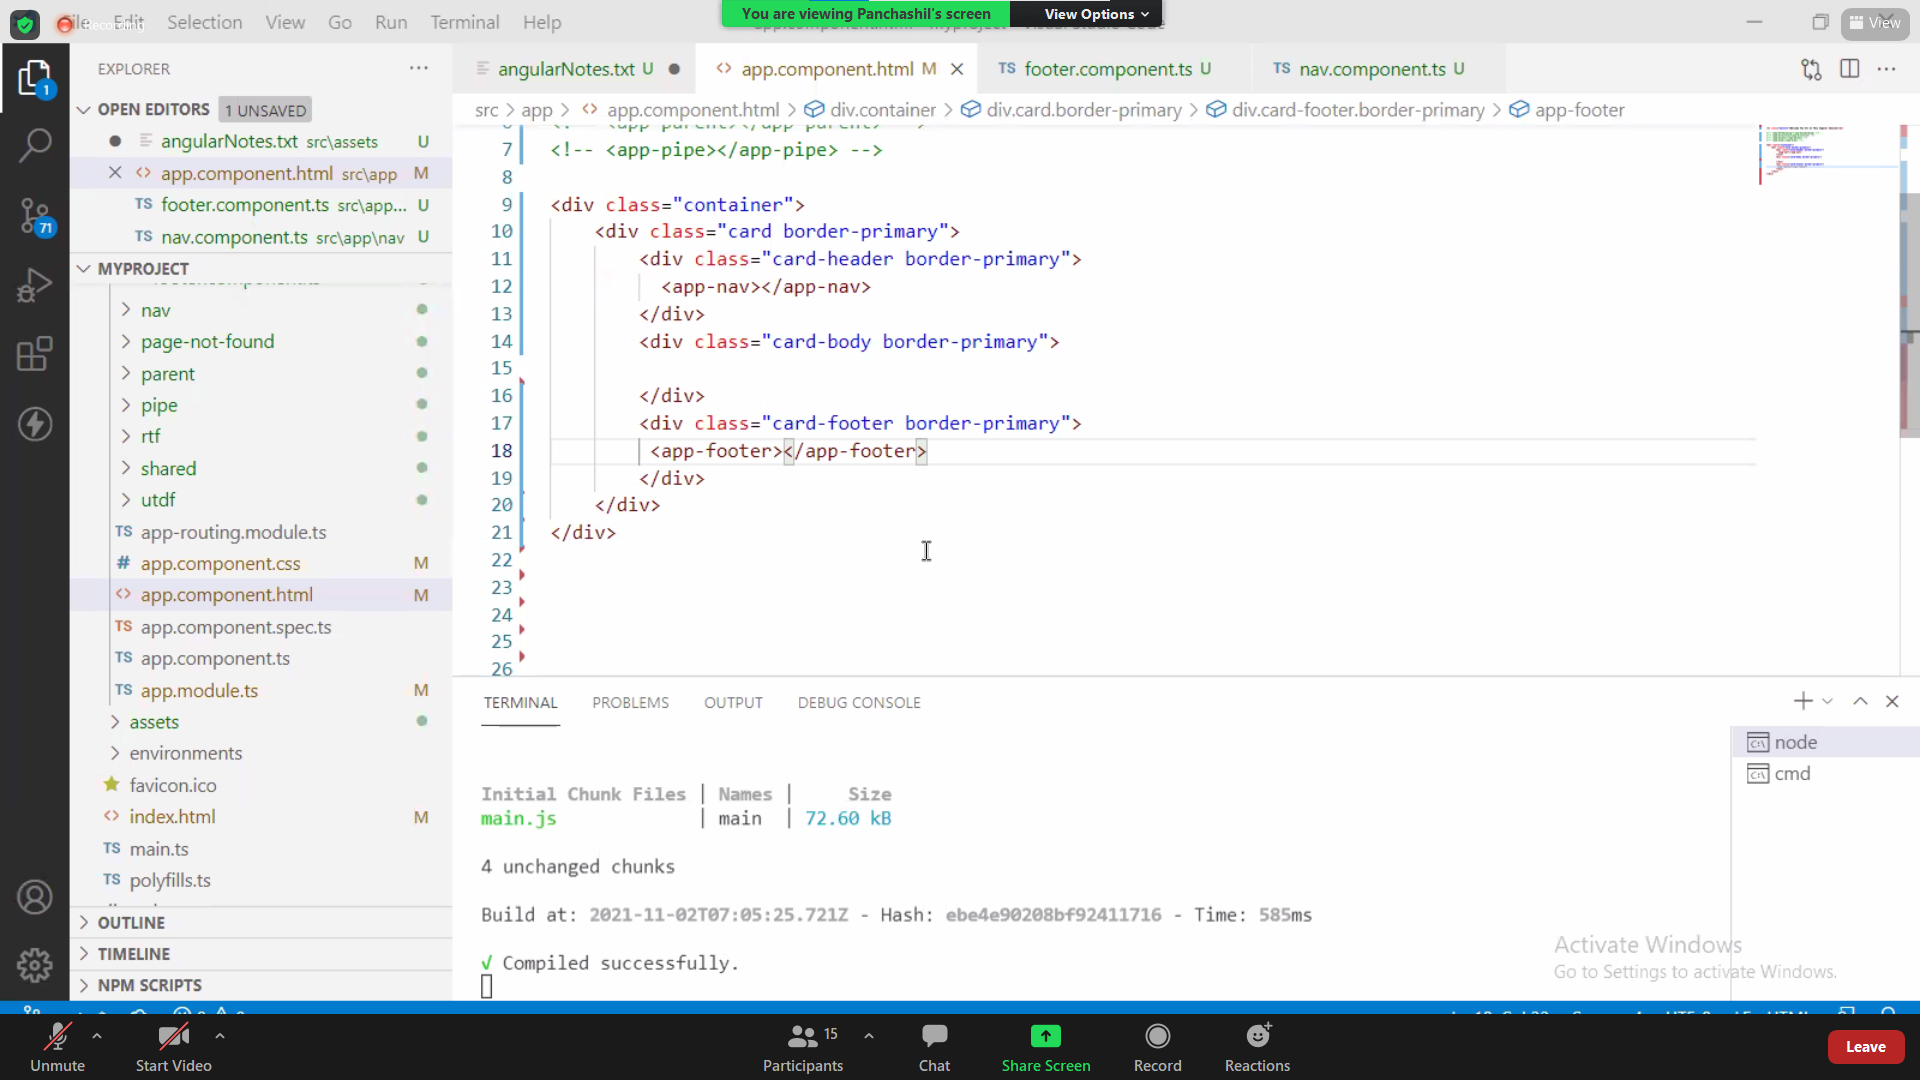 Edit Selection View Go Run Terminal Help
You are viewing Panchashil's screen View Options
View
EXPLORER
OPEN EDITORS 1 UNSAVED
angularNotes.txt src\assets U
app.component.html src\app M
footer.component.ts src\app... U
nav.component.ts src\app\nav U
MYPROJECT
nav
page-not-found
parent
pipe
rtf
shared
utdf
TS app-routing.module.ts
# app.component.css M
<> app.component.html M
TS app.component.spec.ts
TS app.component.ts
TS app.module.ts M
assets
environments
favicon.ico
<> index.html M
TS main.ts
TS polyfills.ts
OUTLINE
TIMELINE
NPM SCRIPTS
1
71
angularNotes.txt U
<> app.component.html M
TS footer.component.ts U
TS nav.component.ts U
src > app > <> app.component.html > div.container > div.card.border-primary > div.card-footer.border-primary > app-footer
7 <!-- <app-pipe></app-pipe> -->
8
9 <div class="container">
10 <div class="card border-primary">
11 <div class="card-header border-primary">
12 <app-nav></app-nav>
13 </div>
14 <div class="card-body border-primary">
15
16 </div>
17 <div class="card-footer border-primary">
18 <app-footer></app-footer>
19 </div>
20 </div>
21 </div>
22
23
24
25
26
TERMINAL PROBLEMS OUTPUT DEBUG CONSOLE
node
cmd
Initial Chunk Files | Names | Size
main.js | main | 72.60 kB
4 unchanged chunks
Build at: 2021-11-02T07:05:25.721Z - Hash: ebe4e90208bf92411716 - Time: 585ms
√ Compiled successfully.
Activate Windows
Go to Settings to activate Windows.
Unmute
Start Video
Participants 15
Chat
Share Screen
Record
Reactions
Leave